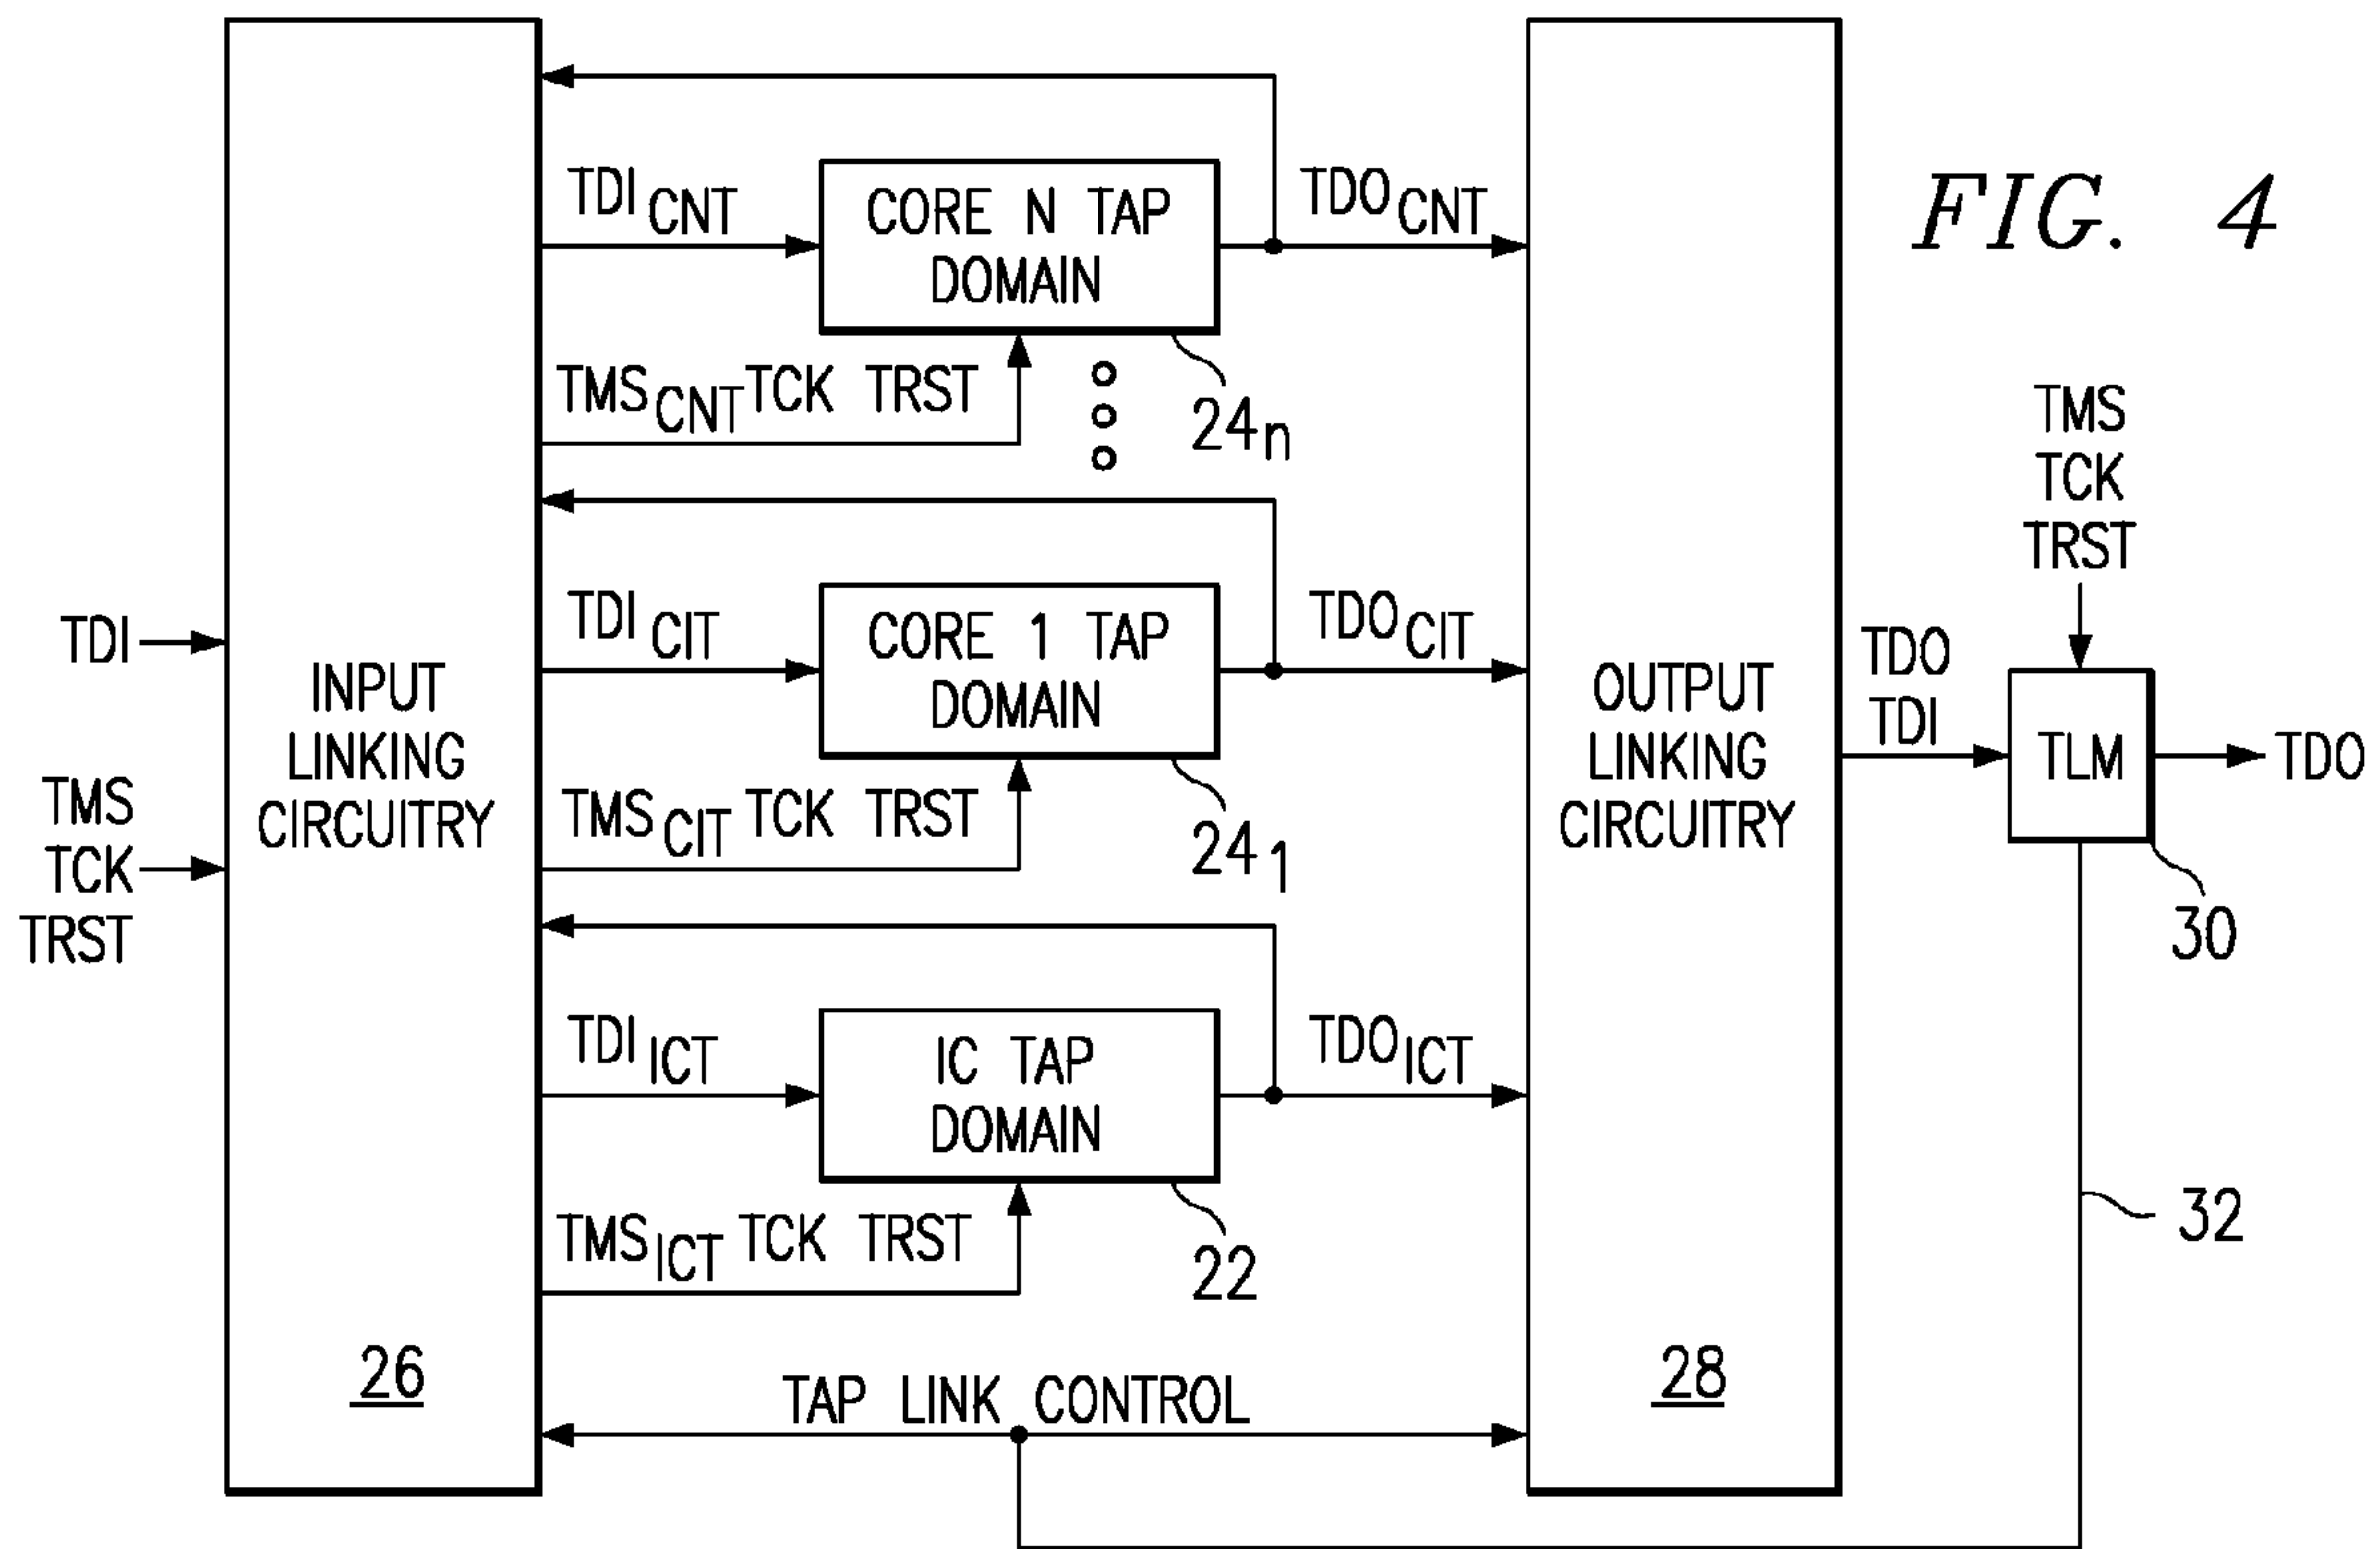 FIG. 4
TDI CNT
CORE N TAP
DOMAIN
TDO CNT
TMS CNT TCK TRST
24n
TMS
TCK
TRST
TDI
TMS
TCK
TRST
INPUT
LINKING
CIRCUITRY
26
TDI CIT
CORE 1 TAP
DOMAIN
TDO CIT
TMS CIT TCK TRST
24 1
OUTPUT
LINKING
CIRCUITRY
28
TDO
TDI
TLM
TDO
30
TDI ICT
IC TAP
DOMAIN
TDO ICT
TMS ICT TCK TRST
22
32
TAP LINK CONTROL